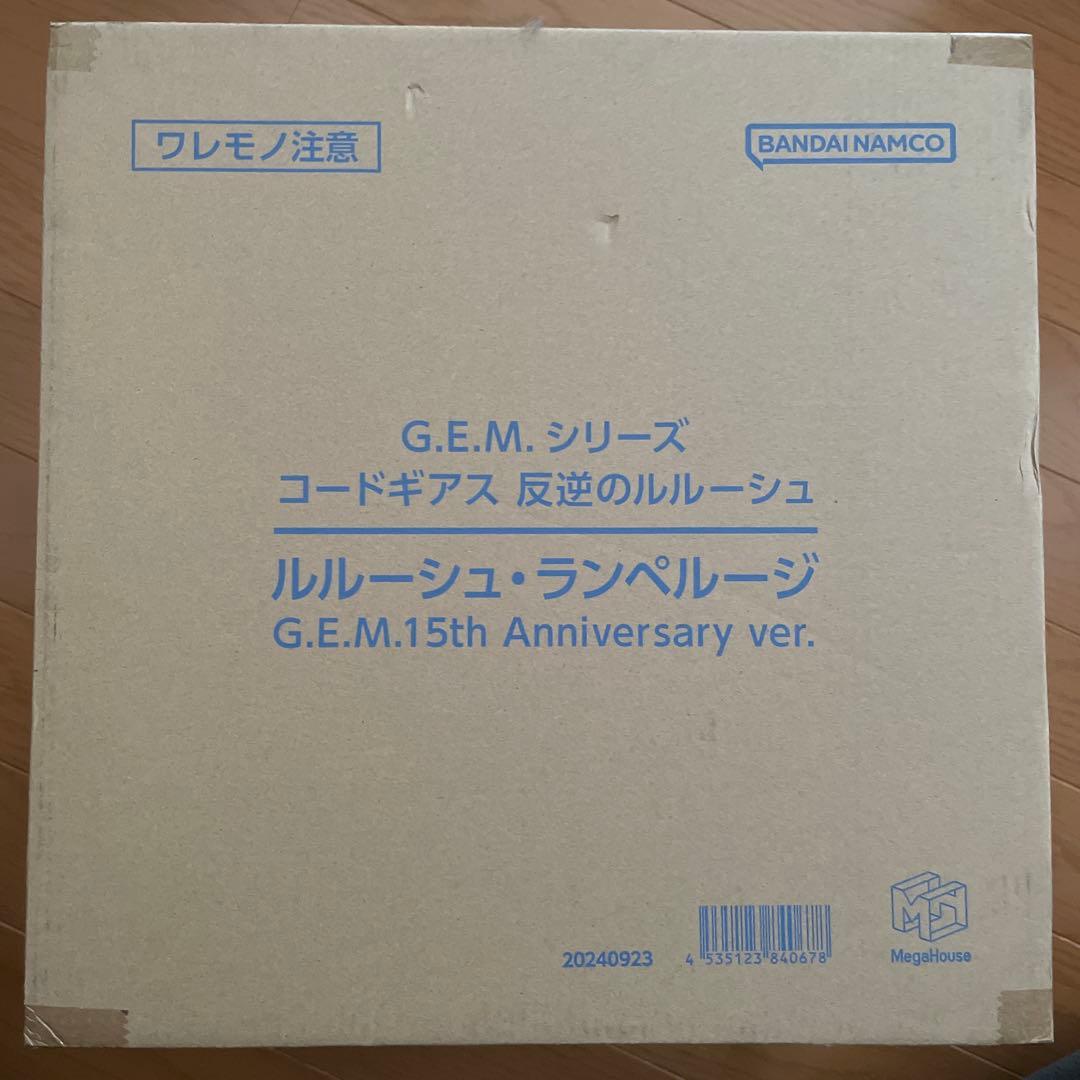 ワレモノ注意
BANDAI NAMCO
G.E.M. シリーズ
コードギアス 反逆のルルーシュ
ルルーシュ・ランペルージ
G.E.M.15th Anniversary ver.
20240923
4 535123 840678
MegaHouse